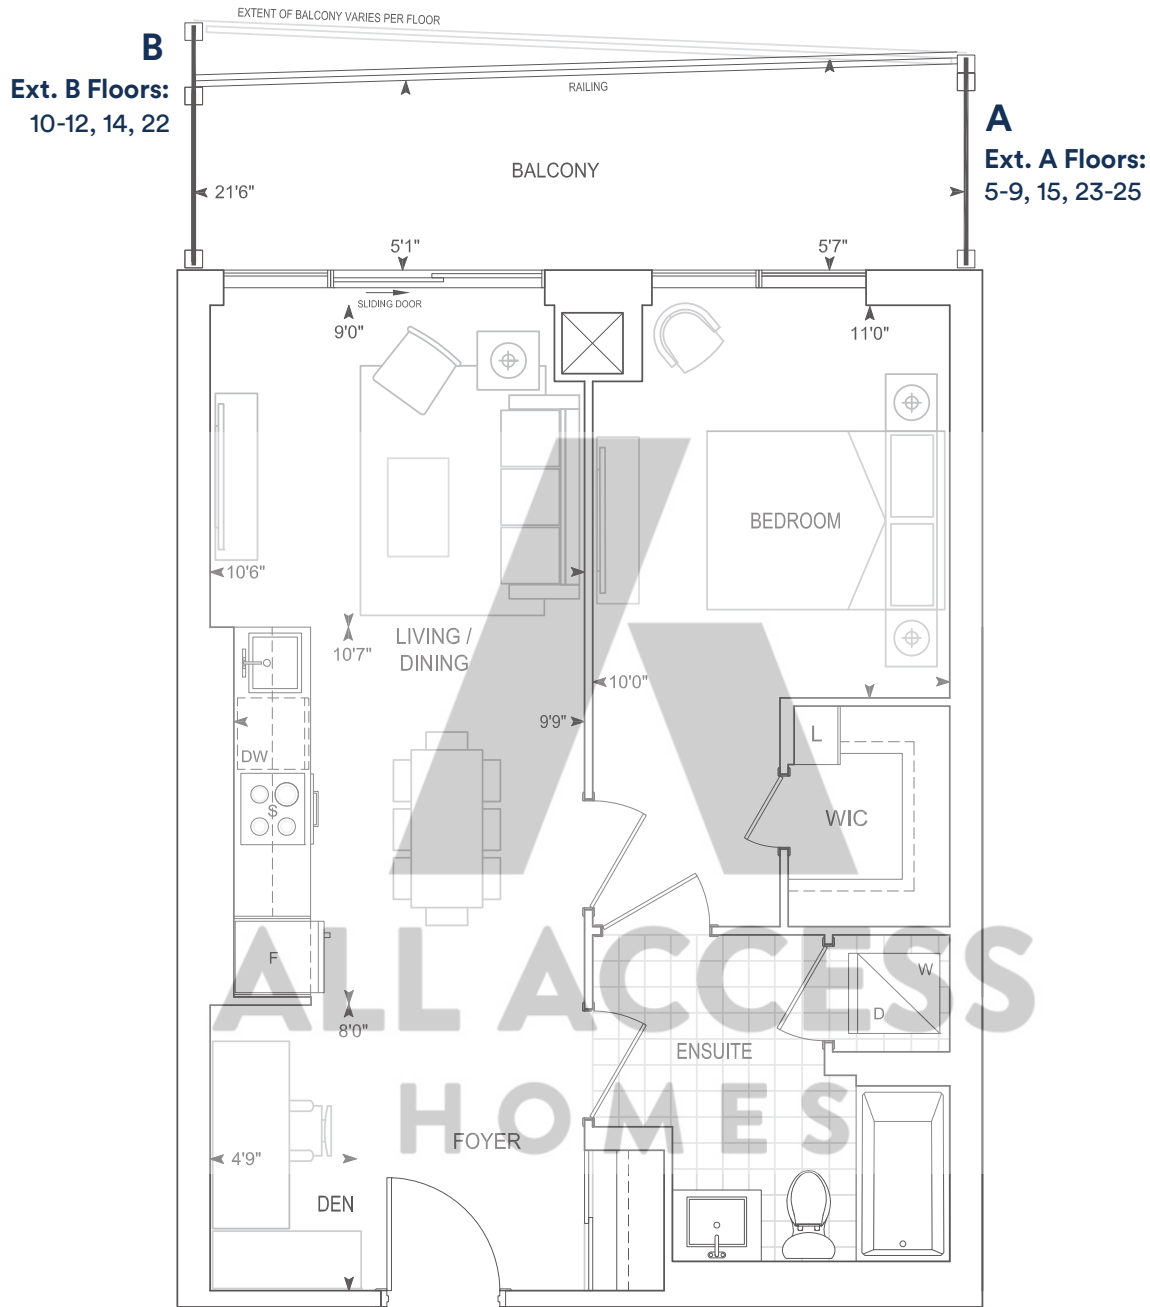 EXTENT OF BALCONY VARIES PER FLOOR
B
Ext. B Floors:
10-12, 14, 22
RAILING
A
Ext. A Floors:
5-9, 15, 23-25
BALCONY
21'6"
5'1"
5'7"
SLIDING DOOR
9'0"
11'0"
BEDROOM
10'6"
LIVING /
DINING
10'7"
10'0"
9'9"
L
DW
S
WIC
ALL ACCESS
F
W
D
8'0"
ENSUITE
HOMES
FOYER
4'9"
DEN